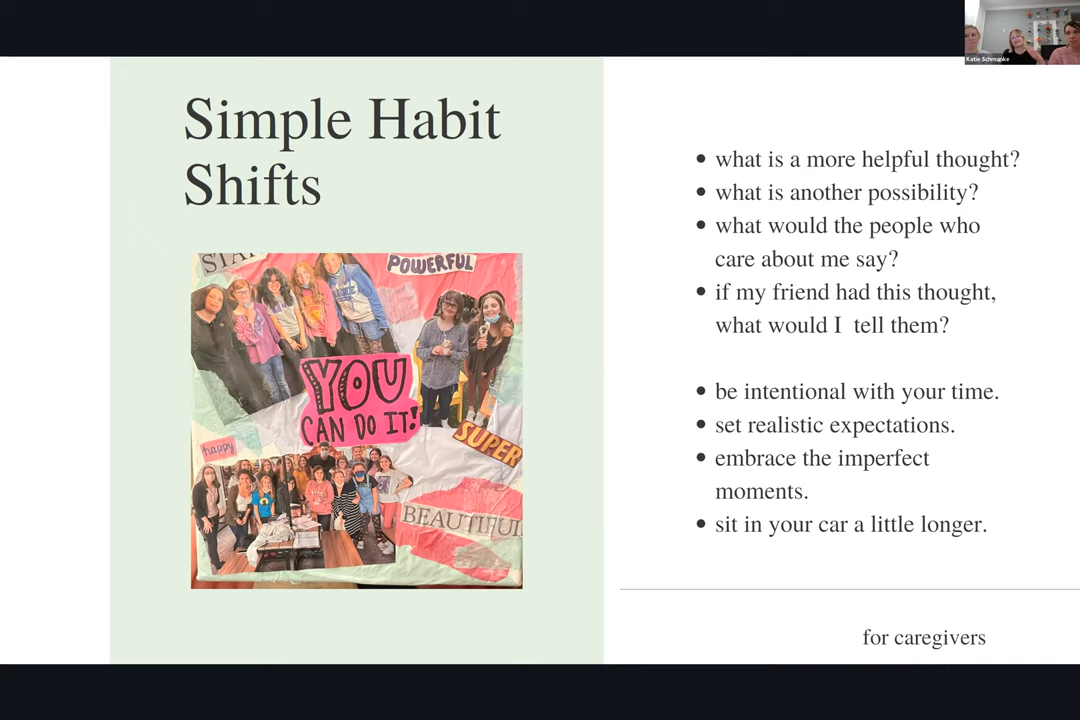 Katie Schmanke
Simple Habit
Shifts
POWERFUL
YOU
CAN DO IT!
happy
SUPER
BEAUTIFUL
• what is a more helpful thought?
• what is another possibility?
• what would the people who
care about me say?
• if my friend had this thought,
what would I  tell them?
• be intentional with your time.
• set realistic expectations.
• embrace the imperfect
moments.
• sit in your car a little longer.
for caregivers